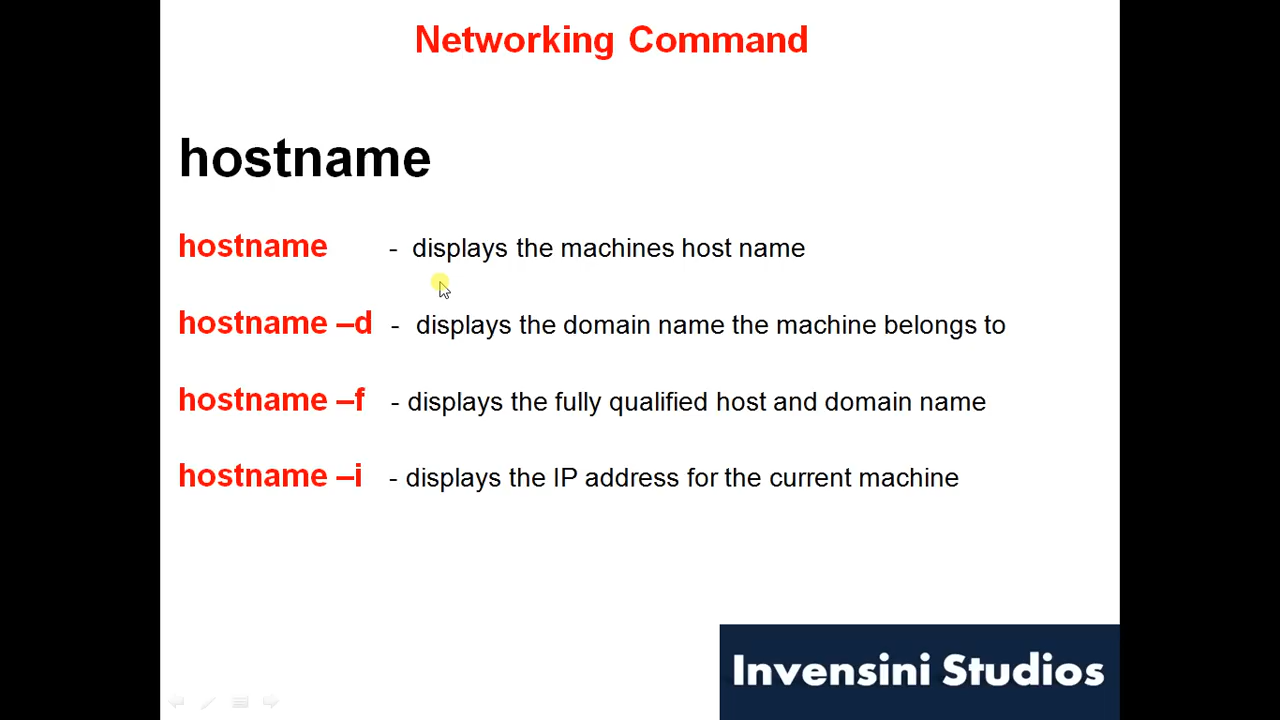 Networking Command
hostname
hostname - displays the machines host name
hostname –d - displays the domain name the machine belongs to
hostname –f - displays the fully qualified host and domain name
hostname –i - displays the IP address for the current machine
Invensini Studios